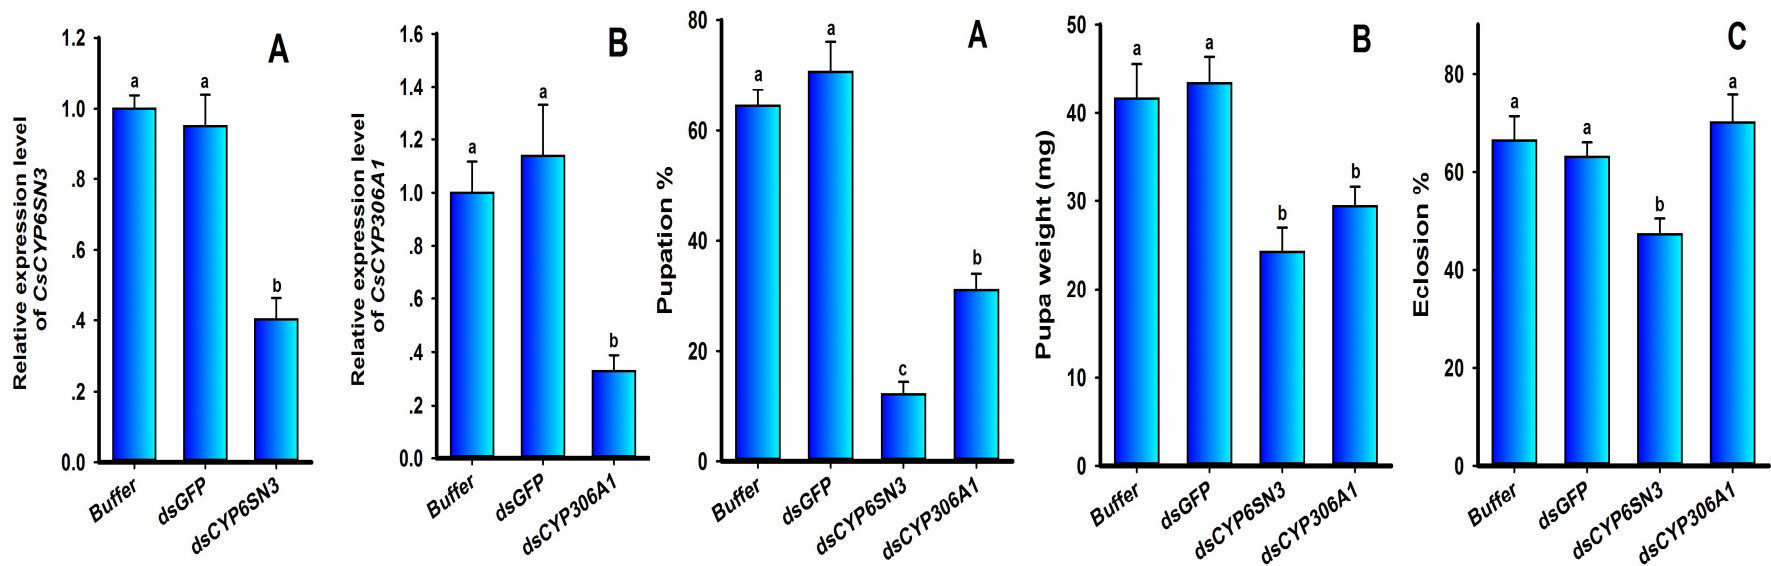 Relative expression level
of CsCYP6SN3
1.2
1.0
.8
.6
.4
.2
0.0
A
a
a
b
Buffer
dsGFP
dsCYP6SN3
Relative expression level
of CsCYP306A1
1.6
1.4
1.2
1.0
.8
.6
.4
.2
0.0
B
a
a
b
Buffer
dsGFP
dsCYP306A1
Pupation %
80
60
40
20
0
A
a
a
c
b
Buffer
dsGFP
dsCYP6SN3
dsCYP306A1
Pupa weight (mg)
50
40
30
20
10
0
B
a
a
b
b
Buffer
dsGFP
dsCYP6SN3
dsCYP306A1
Eclosion %
80
60
40
20
0
C
a
a
b
a
Buffer
dsGFP
dsCYP6SN3
dsCYP306A1